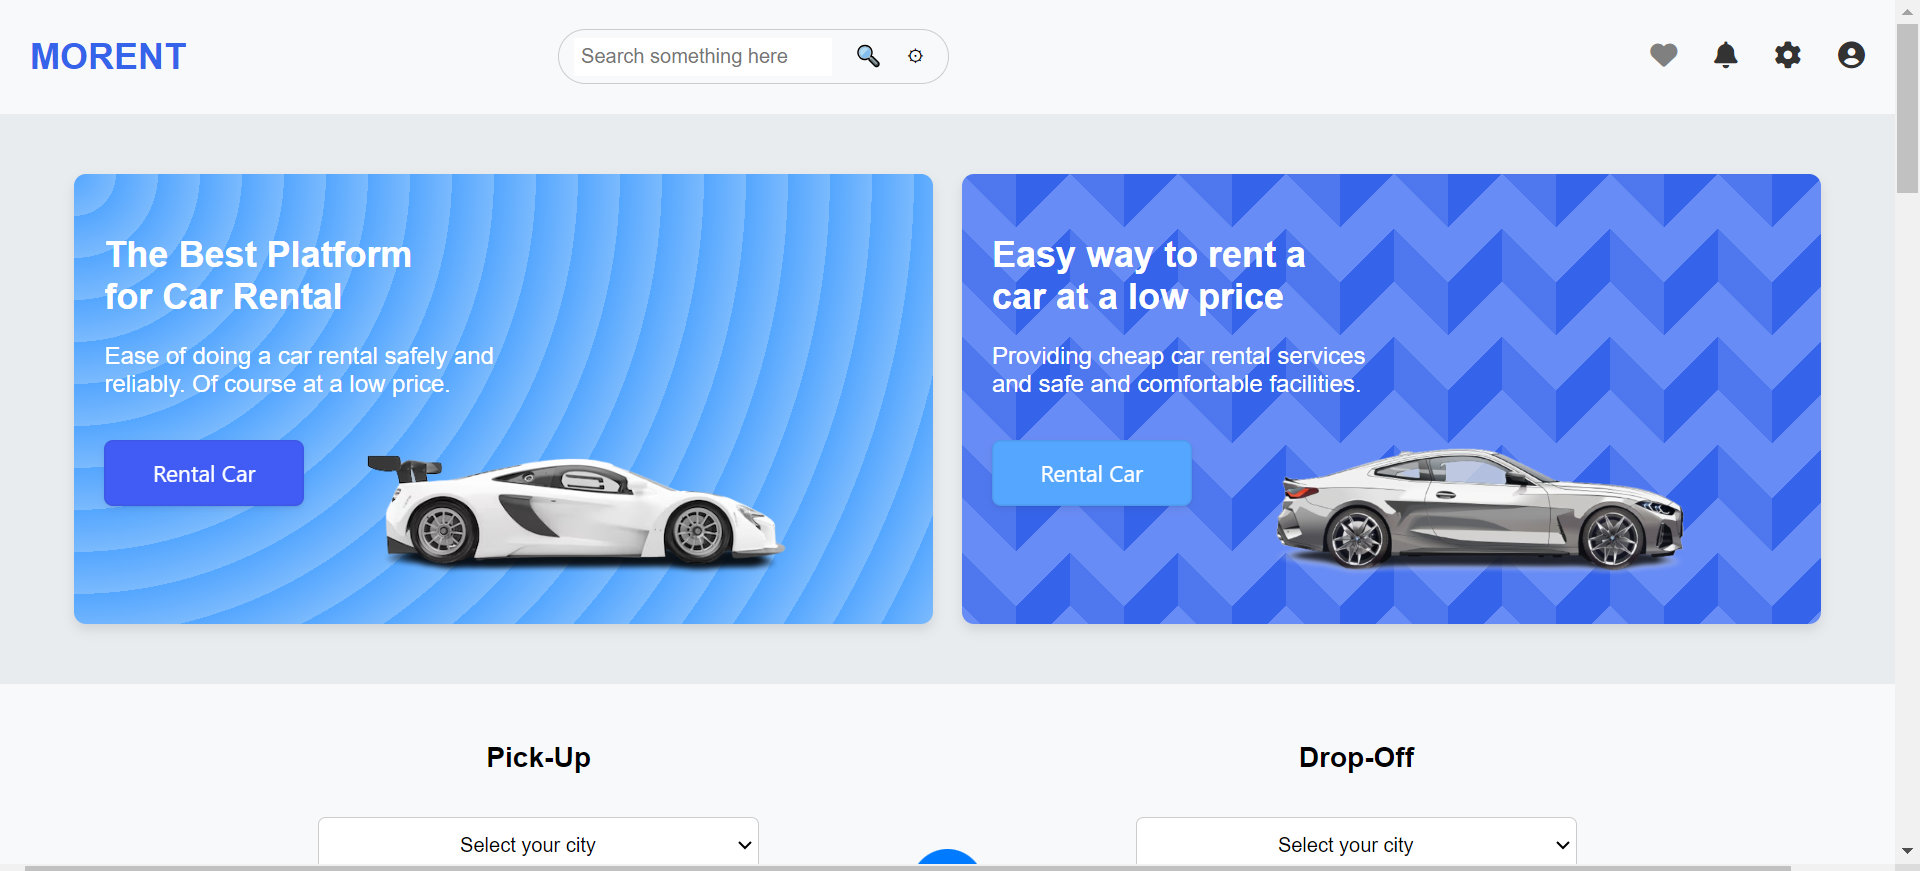 MORENT
Search something here
The Best Platform
for Car Rental
Ease of doing a car rental safely and
reliably. Of course at a low price.
Rental Car
Easy way to rent a
car at a low price
Providing cheap car rental services
and safe and comfortable facilities.
Rental Car
Pick-Up
Select your city
Drop-Off
Select your city